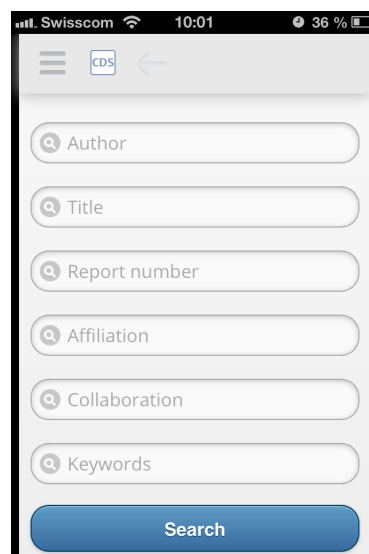 Swisscom 10:01 36 %
CDS
Author
Title
Report number
Affiliation
Collaboration
Keywords
Search